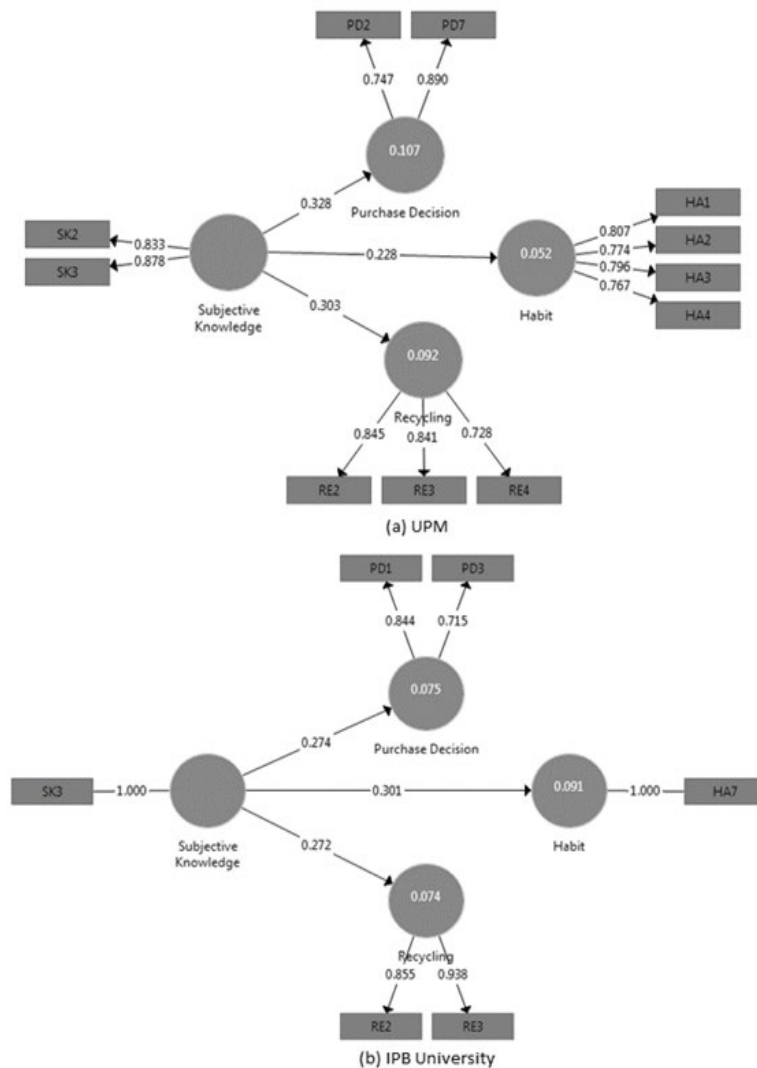 PD2 PD7
0.747 0.890
0.107
0.328
Purchase Decision
SK2
0.833
SK3
0.878
Subjective
Knowledge
0.228
0.052
Habit
0.807
HA1
0.774
HA2
0.796
HA3
0.767
HA4
0.303
0.092
Recycling
0.845 0.841 0.728
RE2 RE3 RE4
(a) UPM
PD1 PD3
0.844 0.715
0.075
0.274
Purchase Decision
SK3 1.000
Subjective
Knowledge
0.301
0.091
Habit
1.000 HA7
0.272
0.074
Recycling
0.855 0.938
RE2 RE3
(b) IPB University